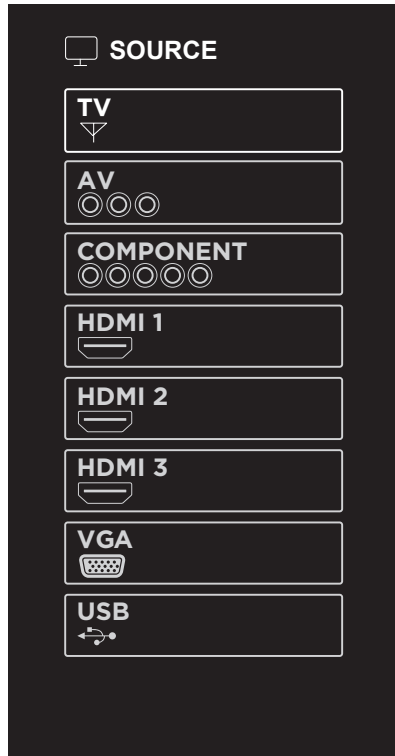 SOURCE
TV
AV
COMPONENT
HDMI 1
HDMI 2
HDMI 3
VGA
USB